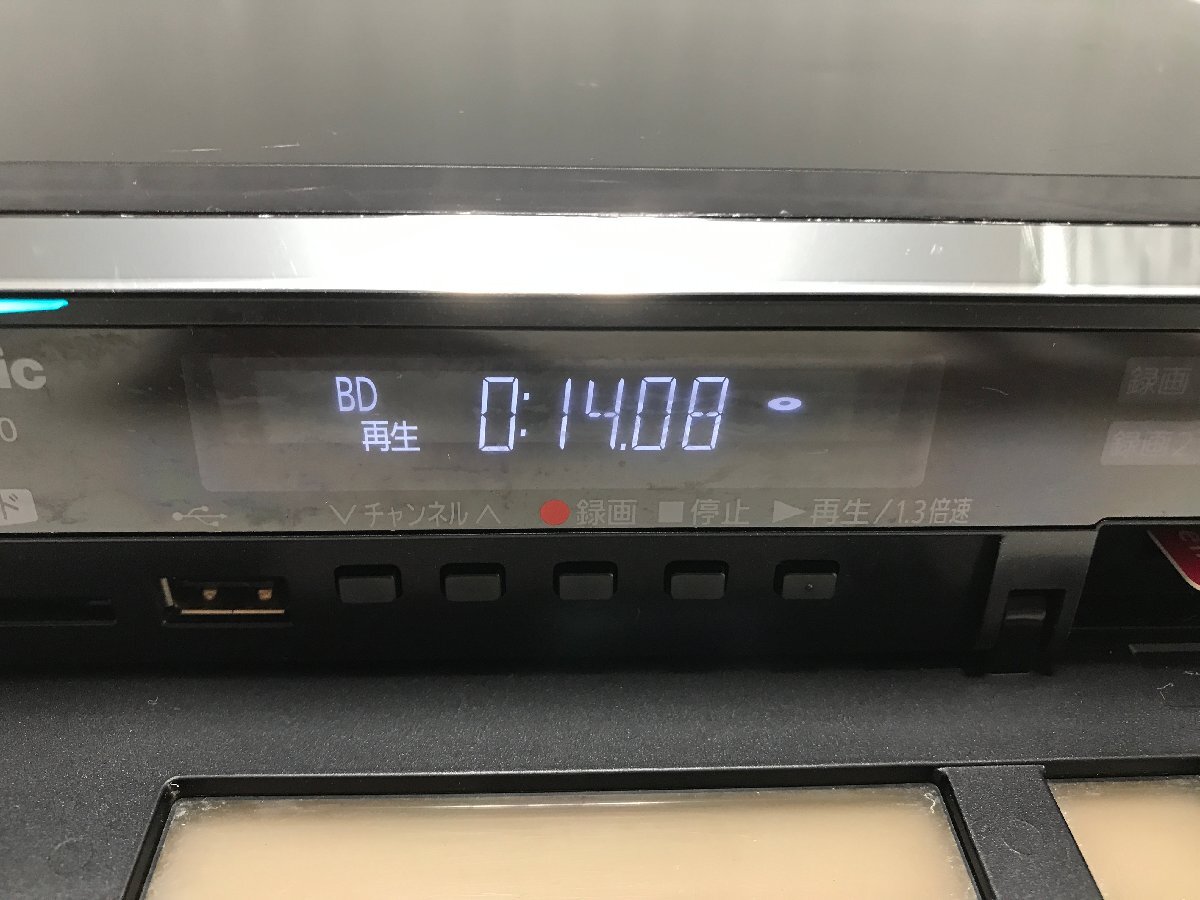 ic
0
ド
BD
再生
0:14.08
∨ チャンネル ∧ ●録画 ■停止 ▶再生/1.3倍速
録画
録画